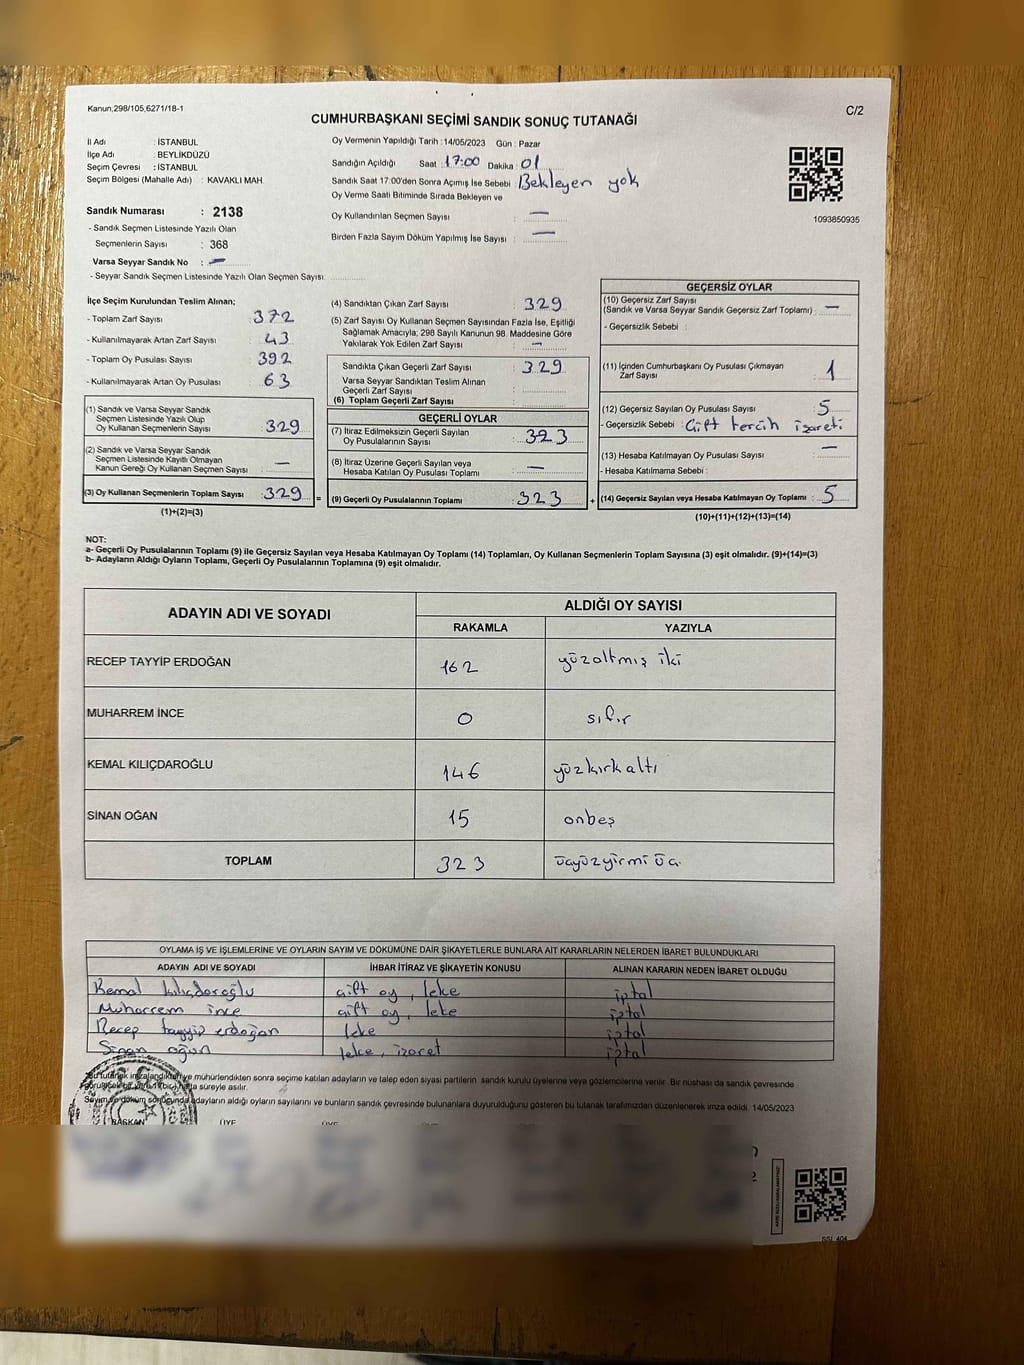 Kanun,298/105,6271/18-1
C/2
CUMHURBAŞKANI SEÇİMİ SANDIK SONUÇ TUTANAĞI
İl Adı : İSTANBUL
İlçe Adı : BEYLİKDÜZÜ
Seçim Çevresi : İSTANBUL
Seçim Bölgesi (Mahalle Adı) : KAVAKLI MAH.
Oy Vermenin Yapıldığı Tarih : 14/05/2023 Gün : Pazar
Sandığın Açıldığı Saat 17:00 Dakika : 01
Sandık Saat 17:00'den Sonra Açımış İse Sebebi : Bekleyen yok
Oy Verme Saati Bitiminde Sırada Bekleyen ve
Oy Kullandırılan Seçmen Sayısı : —
Birden Fazla Sayım Döküm Yapılmış İse Sayısı : —
1093850935
Sandık Numarası : 2138
- Sandık Seçmen Listesinde Yazılı Olan
Seçmenlerin Sayısı : 368
Varsa Seyyar Sandık No : —
- Seyyar Sandık Seçmen Listesinde Yazılı Olan Seçmen Sayısı:
İlçe Seçim Kurulundan Teslim Alınan;
- Toplam Zarf Sayısı : 372
- Kullanılmayarak Artan Zarf Sayısı : 43
- Toplam Oy Pusulası Sayısı : 392
- Kullanılmayarak Artan Oy Pusulası : 63
(1) Sandık ve Varsa Seyyar Sandık
Seçmen Listesinde Yazılı Olup
Oy Kullanan Seçmenlerin Sayısı : 329
(2) Sandık ve Varsa Seyyar Sandık
Seçmen Listesinde Kayıtlı Olmayan
Kanun Gereği Oy Kullanan Seçmen Sayısı : —
(3) Oy Kullanan Seçmenlerin Toplam Sayısı : 329 =
(1)+(2)=(3)
(4) Sandıktan Çıkan Zarf Sayısı : 329
(5) Zarf Sayısı Oy Kullanan Seçmen Sayısından Fazla İse, Eşitliği
Sağlamak Amacıyla; 298 Sayılı Kanunun 98. Maddesine Göre
Yakılarak Yok Edilen Zarf Sayısı : —
Sandıkta Çıkan Geçerli Zarf Sayısı : 329
Varsa Seyyar Sandıktan Teslim Alınan
Geçerli Zarf Sayısı :
(6) Toplam Geçerli Zarf Sayısı :
GEÇERLİ OYLAR
(7) İtiraz Edilmeksizin Geçerli Sayılan
Oy Pusulalarının Sayısı : 323
(8) İtiraz Üzerine Geçerli Sayılan veya
Hesaba Katılan Oy Pusulası Toplamı : —
(9) Geçerli Oy Pusulalarının Toplamı : 323 +
GEÇERSİZ OYLAR
(10) Geçersiz Zarf Sayısı
(Sandık ve Varsa Seyyar Sandık Geçersiz Zarf Toplamı) : —
- Geçersizlik Sebebi :
(11) İçinden Cumhurbaşkanı Oy Pusulası Çıkmayan
Zarf Sayısı : 1
(12) Geçersiz Sayılan Oy Pusulası Sayısı : 5
- Geçersizlik Sebebi : Çift tercih işareti
(13) Hesaba Katılmayan Oy Pusulası Sayısı : —
- Hesaba Katılmama Sebebi :
(14) Geçersiz Sayılan veya Hesaba Katılmayan Oy Toplamı : 5
(10)+(11)+(12)+(13)=(14)
NOT:
a- Geçerli Oy Pusulalarının Toplamı (9) ile Geçersiz Sayılan veya Hesaba Katılmayan Oy Toplamı (14) Toplamları, Oy Kullanan Seçmenlerin Toplam Sayısına (3) eşit olmalıdır. (9)+(14)=(3)
b- Adayların Aldığı Oyların Toplamı, Geçerli Oy Pusulalarının Toplamına (9) eşit olmalıdır.
ADAYIN ADI VE SOYADI ALDIĞI OY SAYISI
RAKAMLA YAZIYLA
RECEP TAYYİP ERDOĞAN 162 yüzaltmış iki
MUHARREM İNCE 0 sıfır
KEMAL KILIÇDAROĞLU 146 yüzkırkaltı
SİNAN OĞAN 15 onbeş
TOPLAM 323 üçyüzyirmi üç
OYLAMA İŞ VE İŞLEMLERİNE VE OYLARIN SAYIM VE DÖKÜMÜNE DAİR ŞİKAYETLERLE BUNLARA AİT KARARLARIN NELERDEN İBARET BULUNDUKLARI
ADAYIN ADI VE SOYADI İHBAR İTİRAZ VE ŞİKAYETİN KONUSU ALINAN KARARIN NEDEN İBARET OLDUĞU
Kemal kılıçdaroğlu çift oy, leke iptal
Muharrem ince çift oy, leke iptal
Recep tayyip erdoğan leke iptal
Sinan oğan leke, işaret iptal
ve mühürlendikten sonra seçime katılan adayların ve talep eden siyasi partilerin sandık kurulu üyelerine veya gözlemcilerine verilir. Bir nüshası da sandık çevresinde
süreyle asılır.
adayların aldığı oyların sayılarını ve bunların sandık çevresinde bulunanlara duyurulduğunu gösteren bu tutanak tarafımızdan düzenlenerek imza edildi. 14/05/2023
BAŞKAN ÜYE